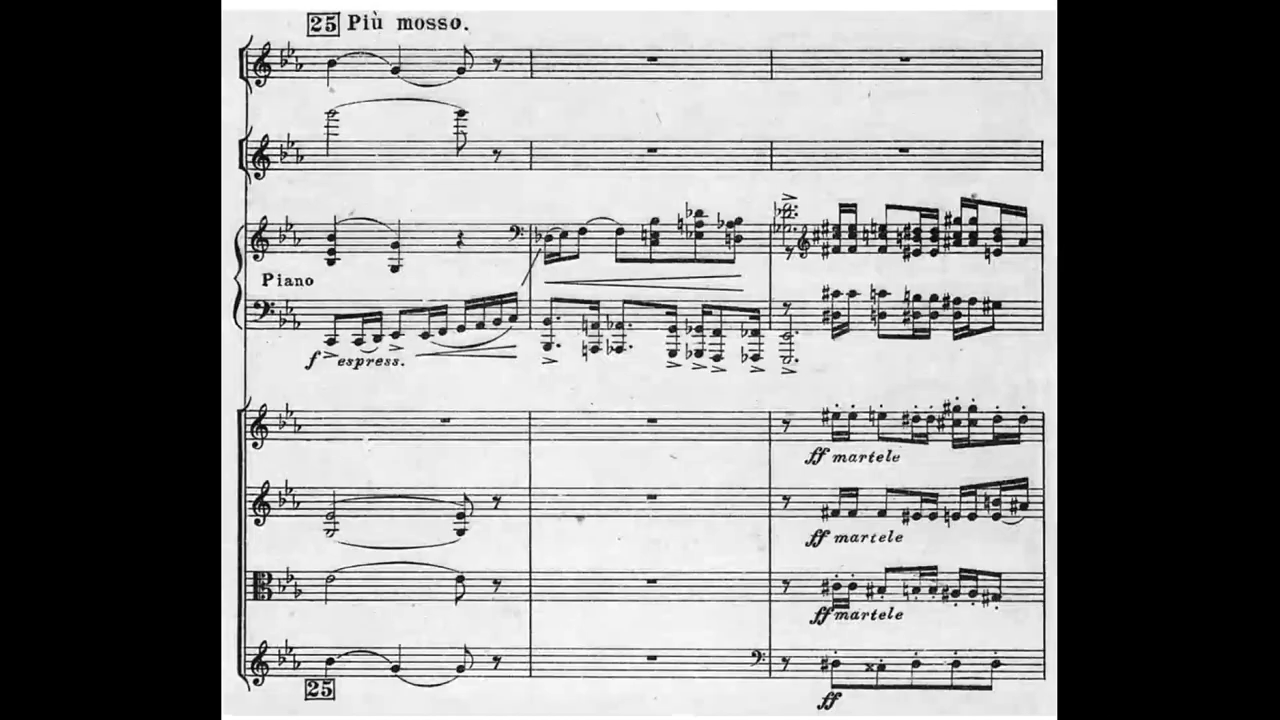 25 Più mosso.
Piano
f espress.
ff martele
ff martele
ff martele
25
ff